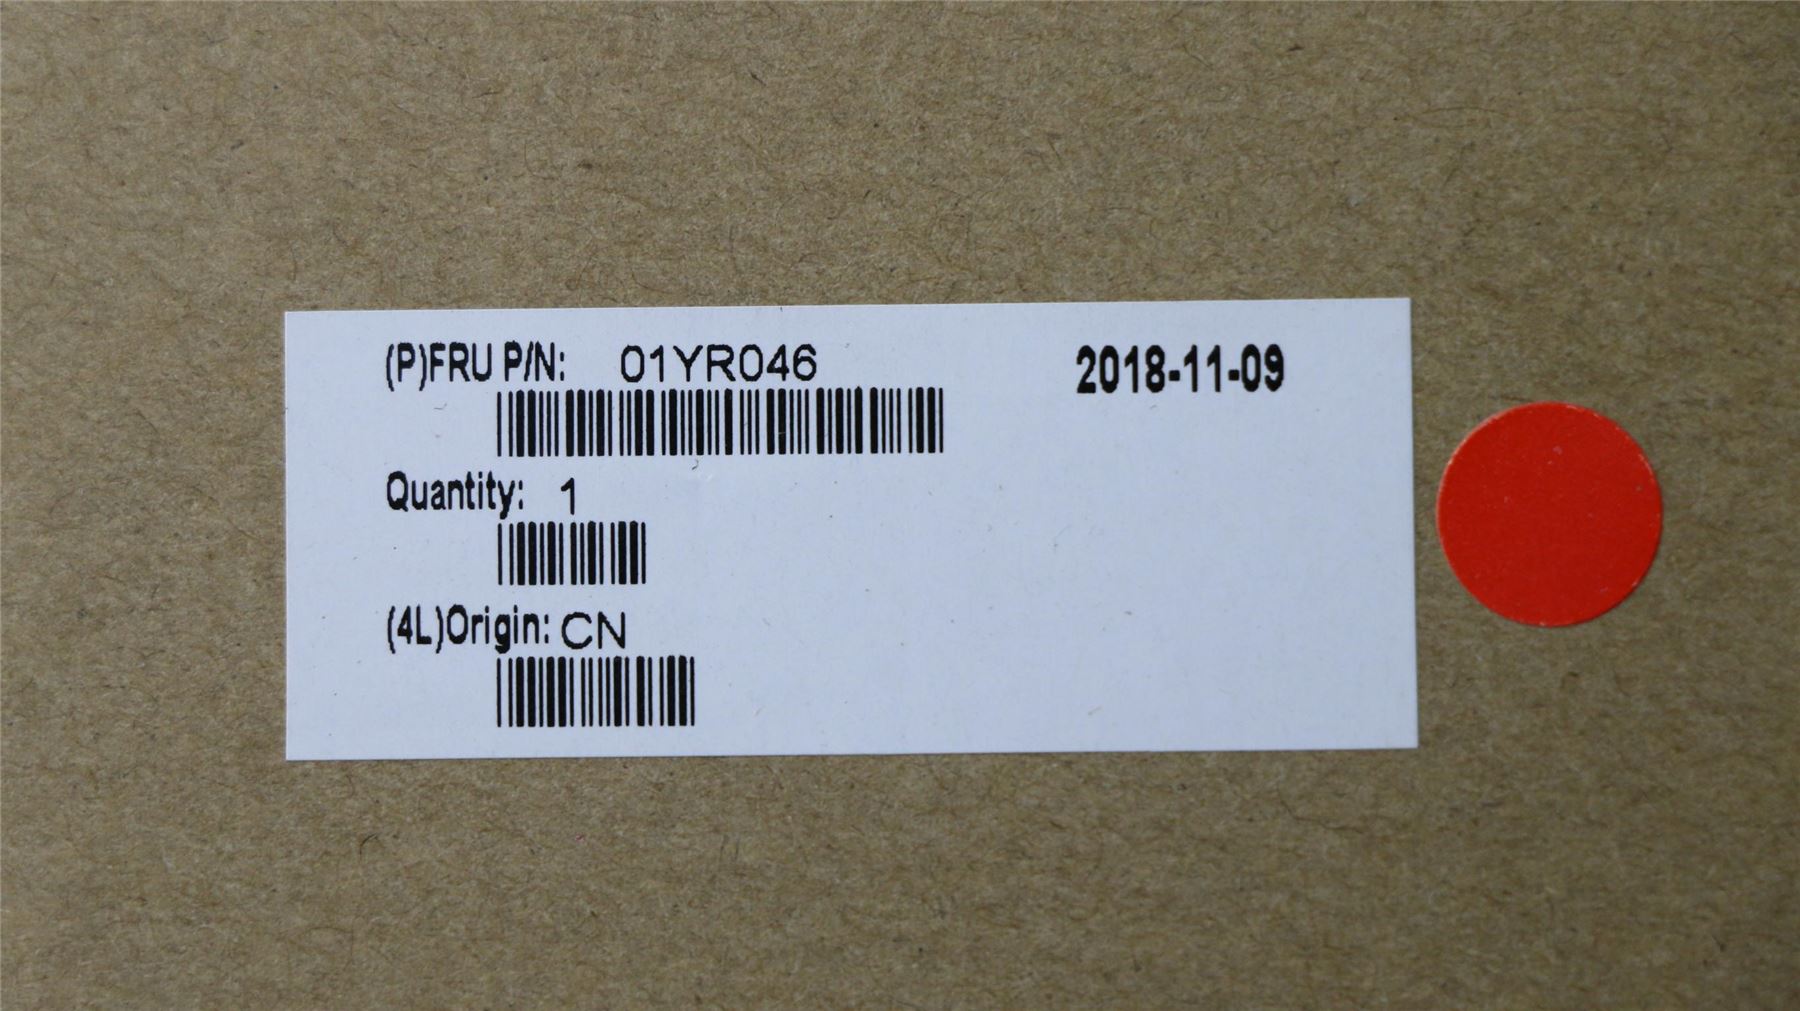 (P)FRU P/N: 01YR046 2018-11-09
Quantity: 1
(4L)Origin: CN